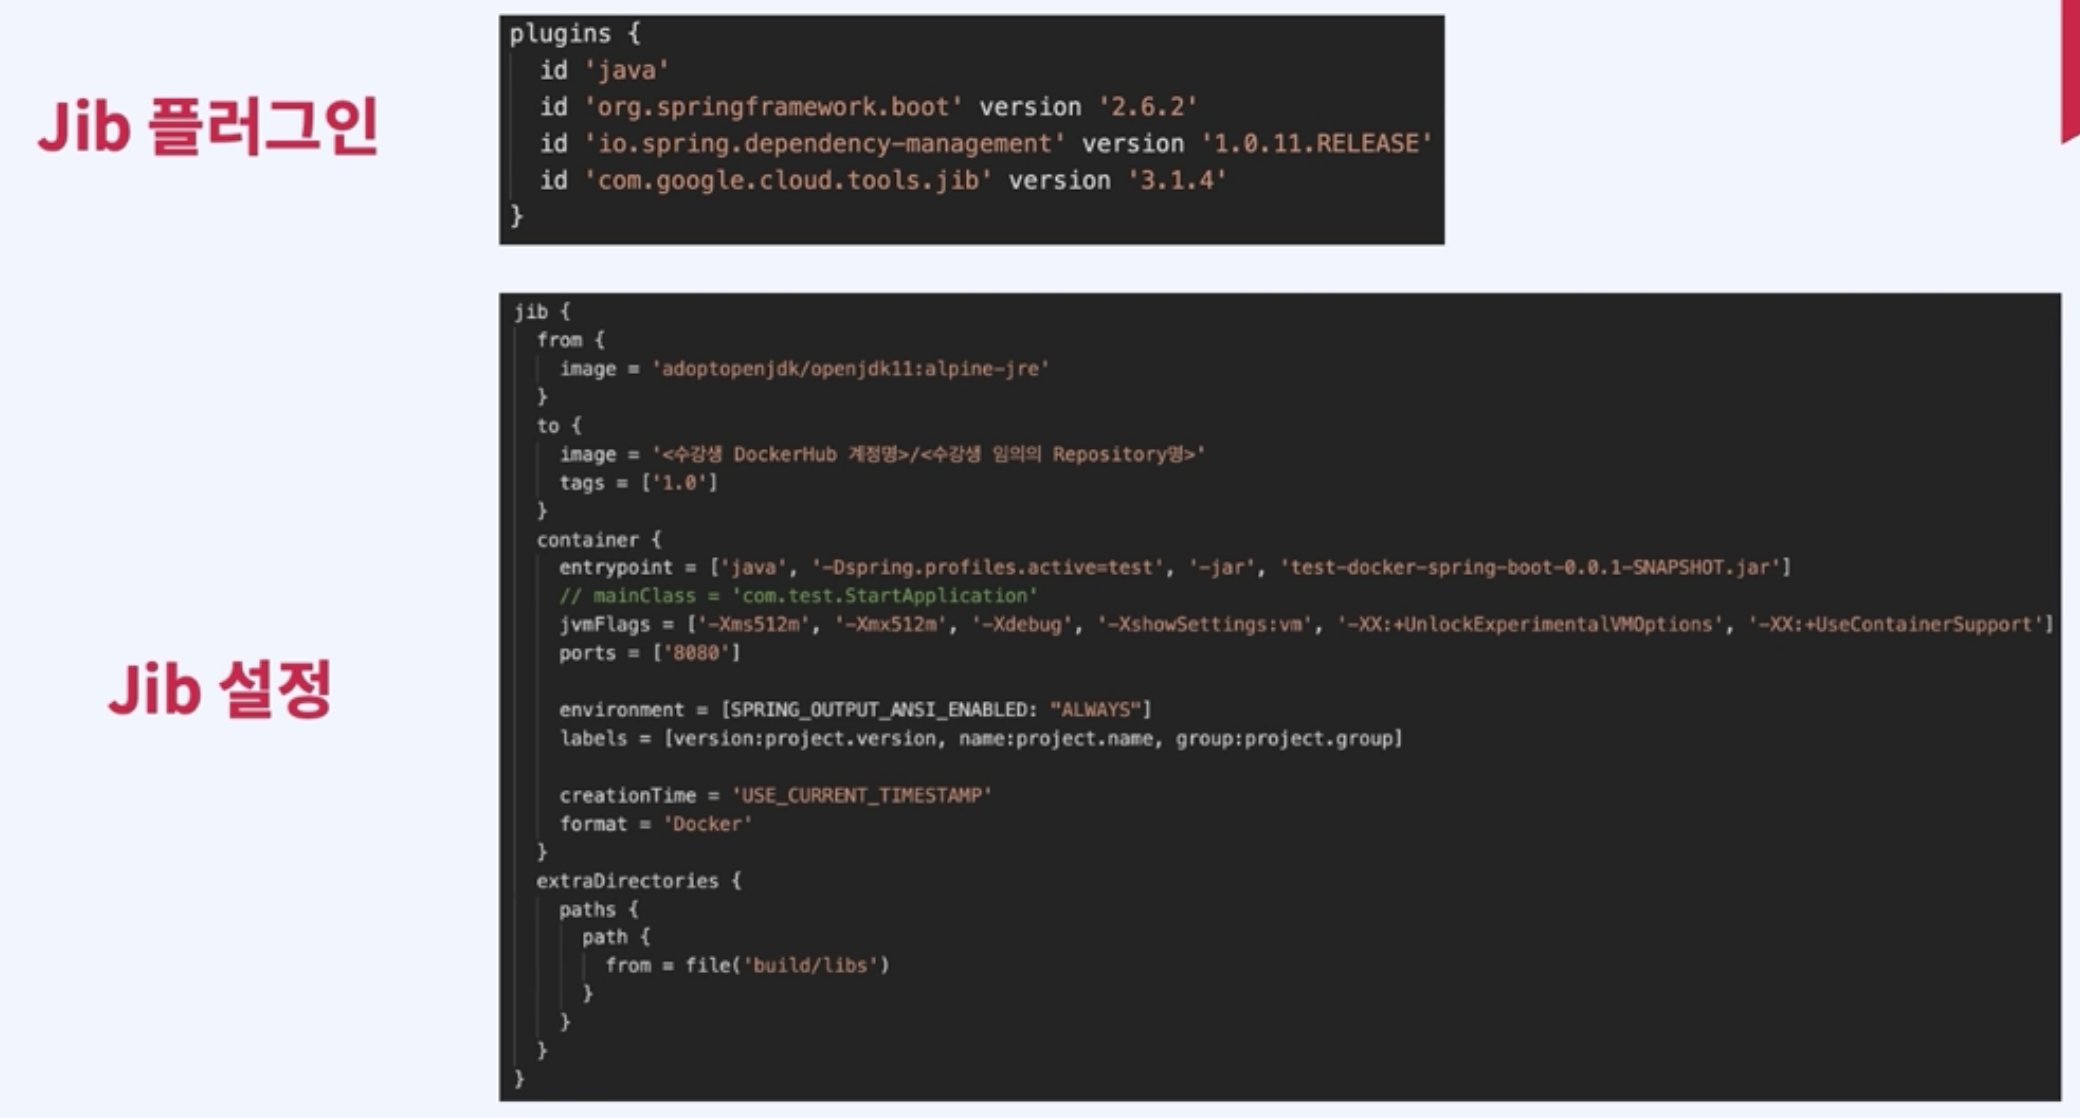 Jib 플러그인
plugins {
id 'java'
id 'org.springframework.boot' version '2.6.2'
id 'io.spring.dependency-management' version '1.0.11.RELEASE'
id 'com.google.cloud.tools.jib' version '3.1.4'
}
Jib 설정
jib {
from {
image = 'adoptopenjdk/openjdk11:alpine-jre'
}
to {
image = '<수강생 DockerHub 계정명>/<수강생 임의의 Repository명>'
tags = ['1.0']
}
container {
entrypoint = ['java', '-Dspring.profiles.active=test', '-jar', 'test-docker-spring-boot-0.0.1-SNAPSHOT.jar']
// mainClass = 'com.test.StartApplication'
jvmFlags = ['-Xms512m', '-Xmx512m', '-Xdebug', '-XshowSettings:vm', '-XX:+UnlockExperimentalVMOptions', '-XX:+UseContainerSupport']
ports = ['8080']
environment = [SPRING_OUTPUT_ANSI_ENABLED: "ALWAYS"]
labels = [version:project.version, name:project.name, group:project.group]
creationTime = 'USE_CURRENT_TIMESTAMP'
format = 'Docker'
}
extraDirectories {
paths {
path {
from = file('build/libs')
}
}
}
}